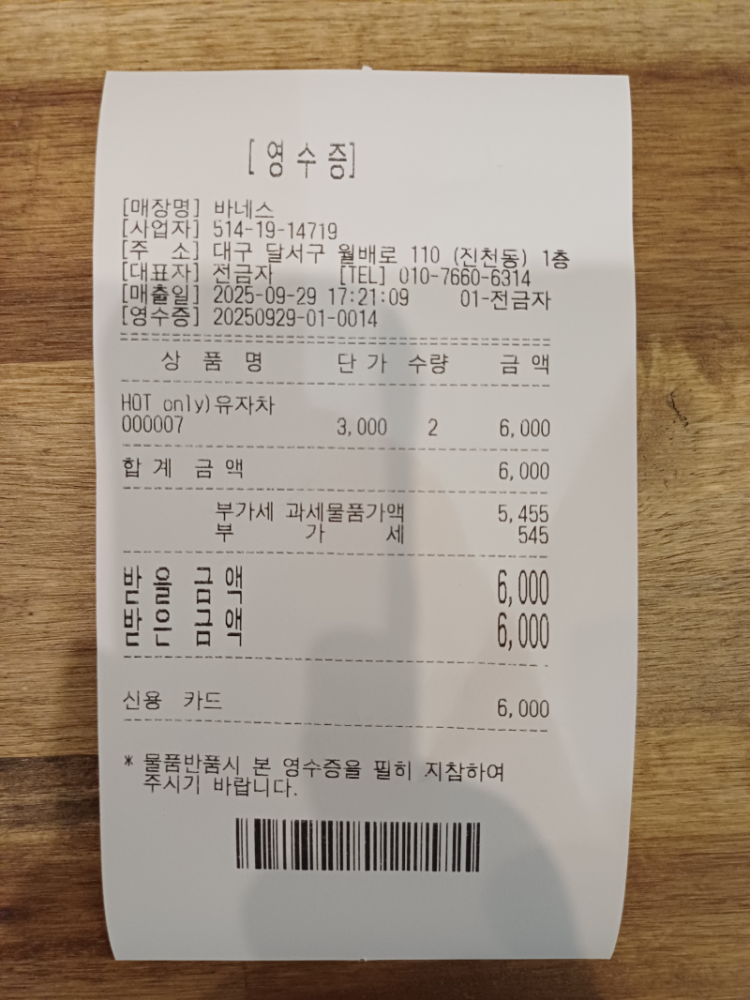 [영수증]
[매장명] 바네스
[사업자] 514-19-14719
[주 소] 대구 달서구 월배로 110 (진천동) 1층
[대표자] 전금자 [TEL] 010-7660-6314
[매출일] 2025-09-29 17:21:09 01-전금자
[영수증] 20250929-01-0014
상 품 명 단 가 수량 금 액
HOT only)유자차
000007 3,000 2 6,000
합 계 금 액 6,000
부가세 과세물품가액 5,455
부 가 세 545
받 을 금 액 6,000
받 은 금 액 6,000
신용 카드 6,000
* 물품반품시 본 영수증을 필히 지참하여
주시기 바랍니다.